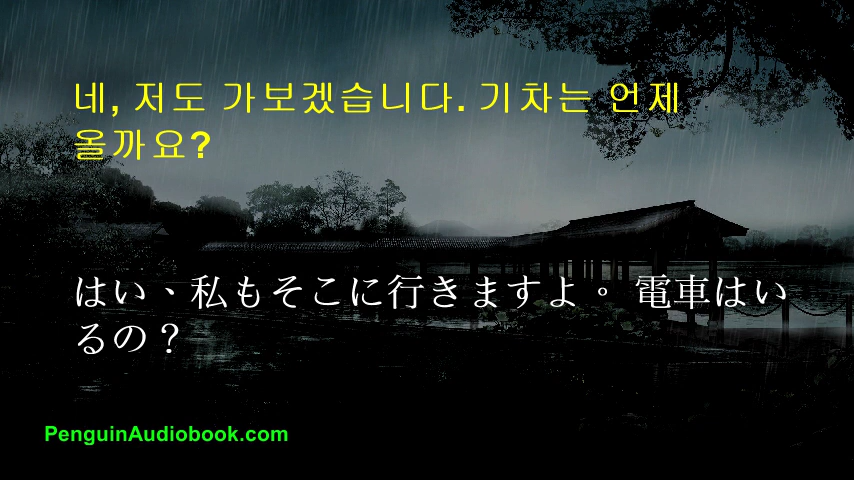 네, 저도 가보겠습니다. 기차는 언제
올까요?
はい、私もそこに行きますよ。 電車はい
るの？
PenguinAudiobook.com